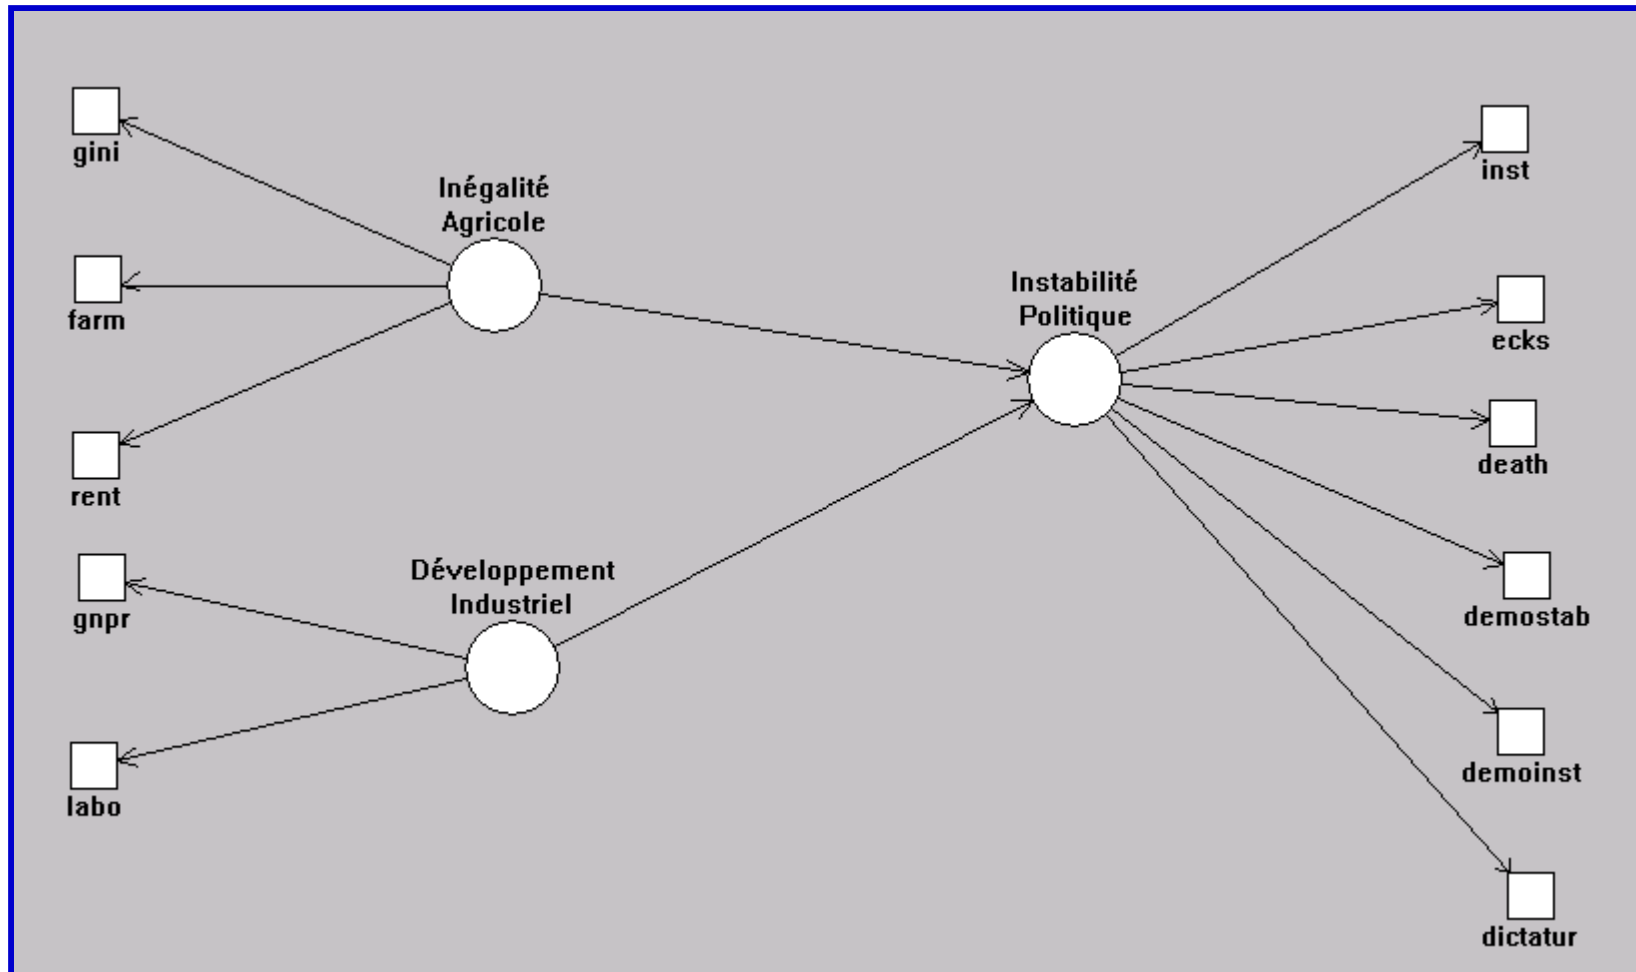 gini
farm
rent
gnpr
labo
Inégalité
Agricole
Développement
Industriel
Instabilité
Politique
inst
ecks
death
demostab
demoinst
dictatur